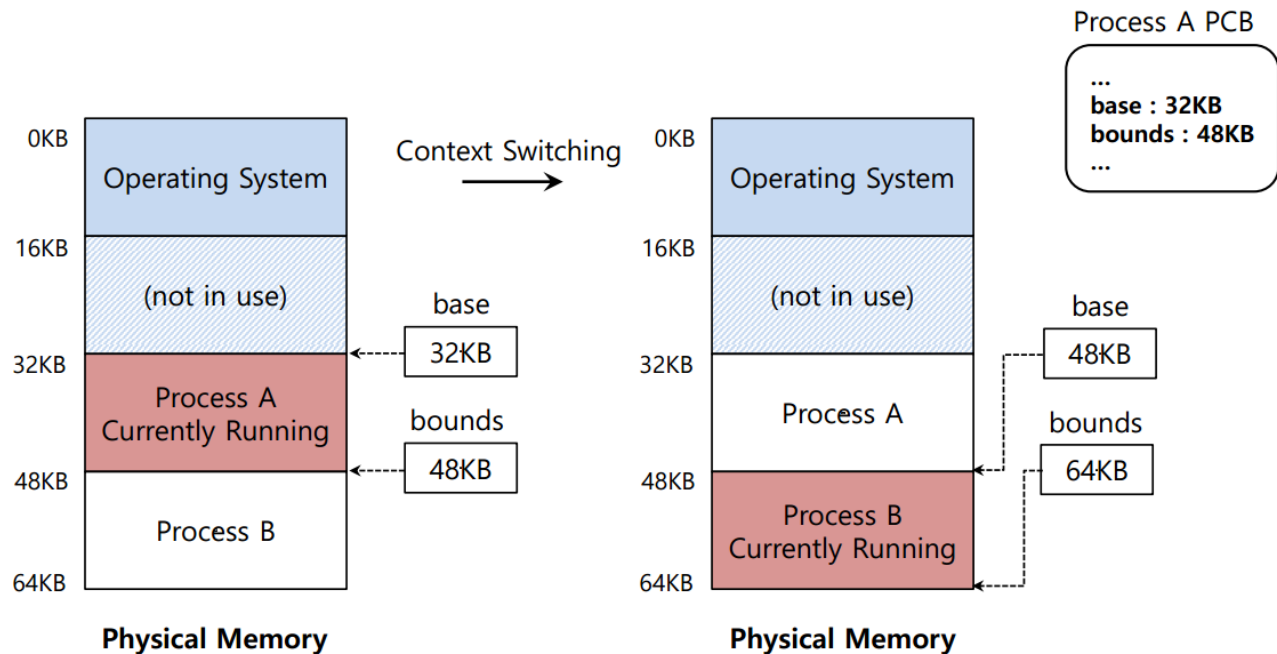 Process A PCB
...
base : 32KB
bounds : 48KB
...
0KB
Operating System
16KB
(not in use)
base
32KB
32KB
Process A
Currently Running
bounds
48KB
48KB
Process B
64KB
Physical Memory
Context Switching
0KB
Operating System
16KB
(not in use)
base
48KB
32KB
Process A
bounds
64KB
48KB
Process B
Currently Running
64KB
Physical Memory